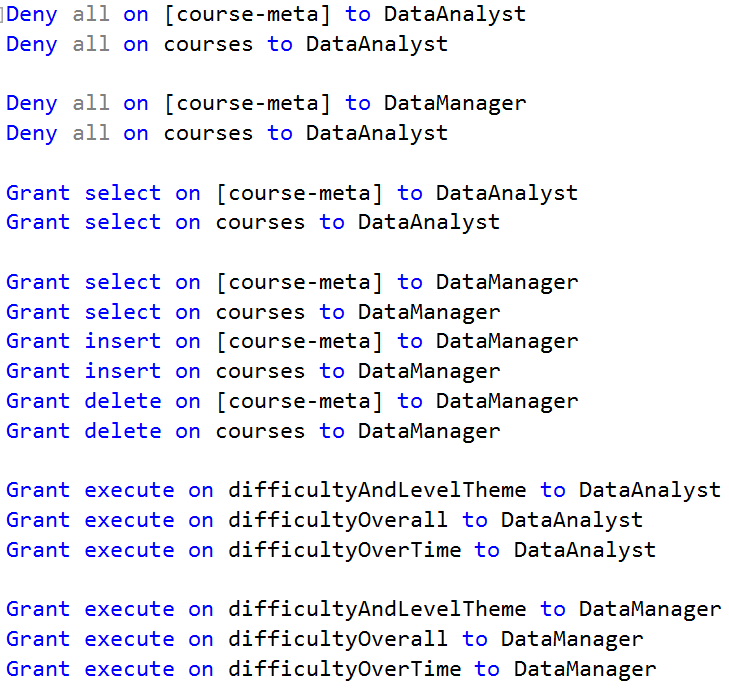 Deny all on [course-meta] to DataAnalyst
Deny all on courses to DataAnalyst
Deny all on [course-meta] to DataManager
Deny all on courses to DataAnalyst
Grant select on [course-meta] to DataAnalyst
Grant select on courses to DataAnalyst
Grant select on [course-meta] to DataManager
Grant select on courses to DataManager
Grant insert on [course-meta] to DataManager
Grant insert on courses to DataManager
Grant delete on [course-meta] to DataManager
Grant delete on courses to DataManager
Grant execute on difficultyAndLevelTheme to DataAnalyst
Grant execute on difficultyOverall to DataAnalyst
Grant execute on difficultyOverTime to DataAnalyst
Grant execute on difficultyAndLevelTheme to DataManager
Grant execute on difficultyOverall to DataManager
Grant execute on difficultyOverTime to DataManager